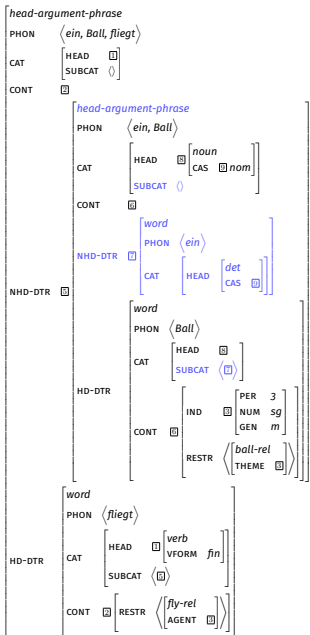 head-argument-phrase
PHON ⟨ein, Ball, fliegt⟩
HEAD 1
CAT
SUBCAT ⟨⟩
CONT 2
head-argument-phrase
PHON ⟨ein, Ball⟩
noun
HEAD 8
CAS 9 nom
CAT
SUBCAT ⟨⟩
CONT 6
word
PHON ⟨ein⟩
NHD-DTR 7
det
CAT HEAD
CAS 9
NHD-DTR 5
word
PHON ⟨Ball⟩
HEAD 8
CAT
SUBCAT ⟨7⟩
HD-DTR
PER 3
IND 3 NUM sg
GEN m
CONT 6
ball-rel
RESTR
THEME 3
word
PHON ⟨fliegt⟩
verb
HEAD 1
VFORM fin
HD-DTR CAT
SUBCAT ⟨5⟩
fly-rel
CONT 2 RESTR
AGENT 3